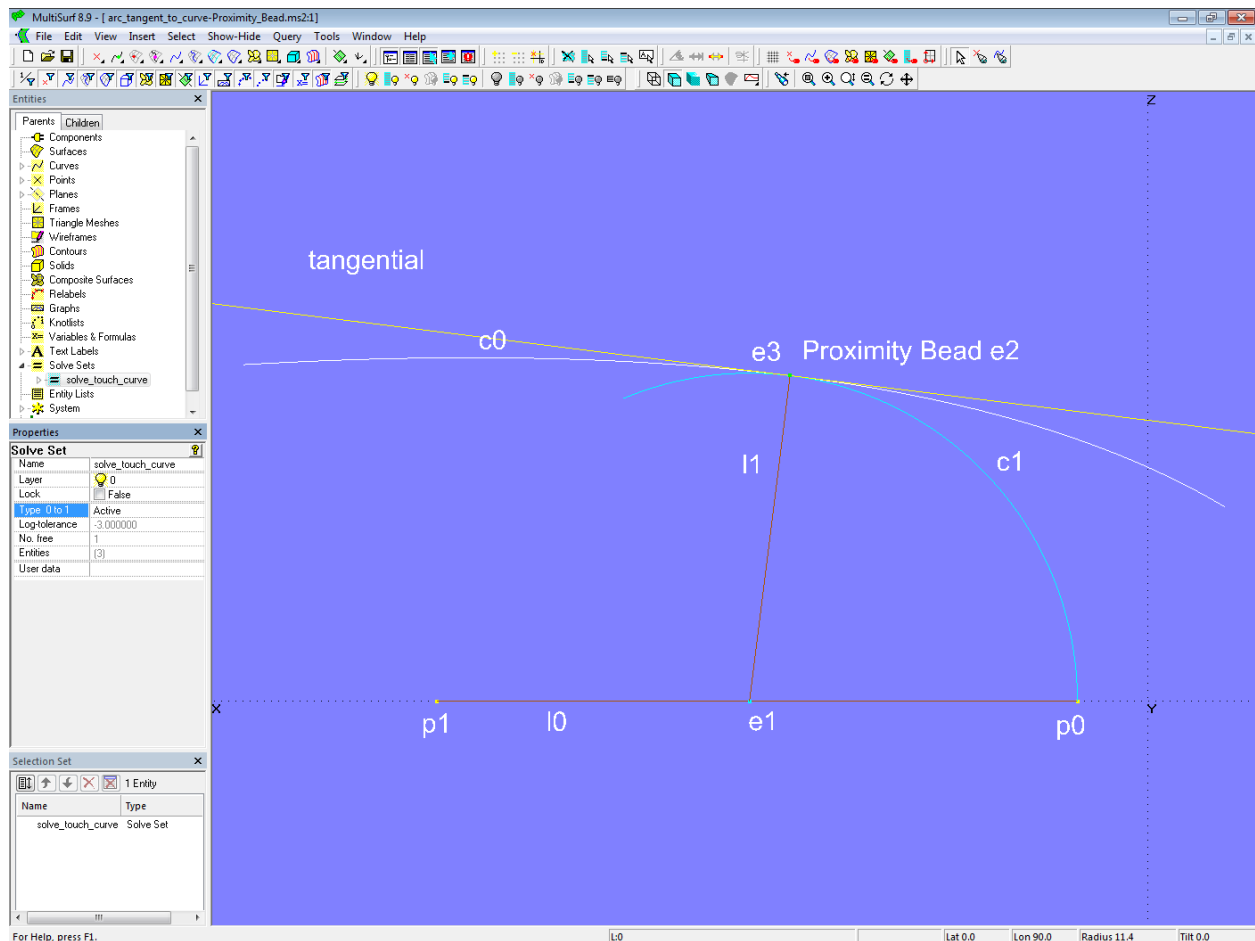 MultiSurf 8.9 - [ arc_tangent_to_curve-Proximity_Bead.ms2:1]
File Edit View Insert Select Show-Hide Query Tools Window Help
Entities
Parents Children
Components
Surfaces
Curves
Points
Planes
Frames
Triangle Meshes
Wireframes
Contours
Solids
Composite Surfaces
Relabels
Graphs
Knotlists
Variables & Formulas
Text Labels
Solve Sets
solve_touch_curve
Entity Lists
System
Properties
Solve Set
Name solve_touch_curve
Layer 0
Lock False
Type 0 to 1 Active
Log-tolerance -3.000000
No. free 1
Entities (3)
User data
Selection Set
1 Entity
Name Type
solve_touch_curve Solve Set
Z
tangential
c0
e3 Proximity Bead e2
l1
c1
X
Y
p1
l0
e1
p0
For Help, press F1.
L:0
Lat 0.0 Lon 90.0 Radius 11.4 Tilt 0.0